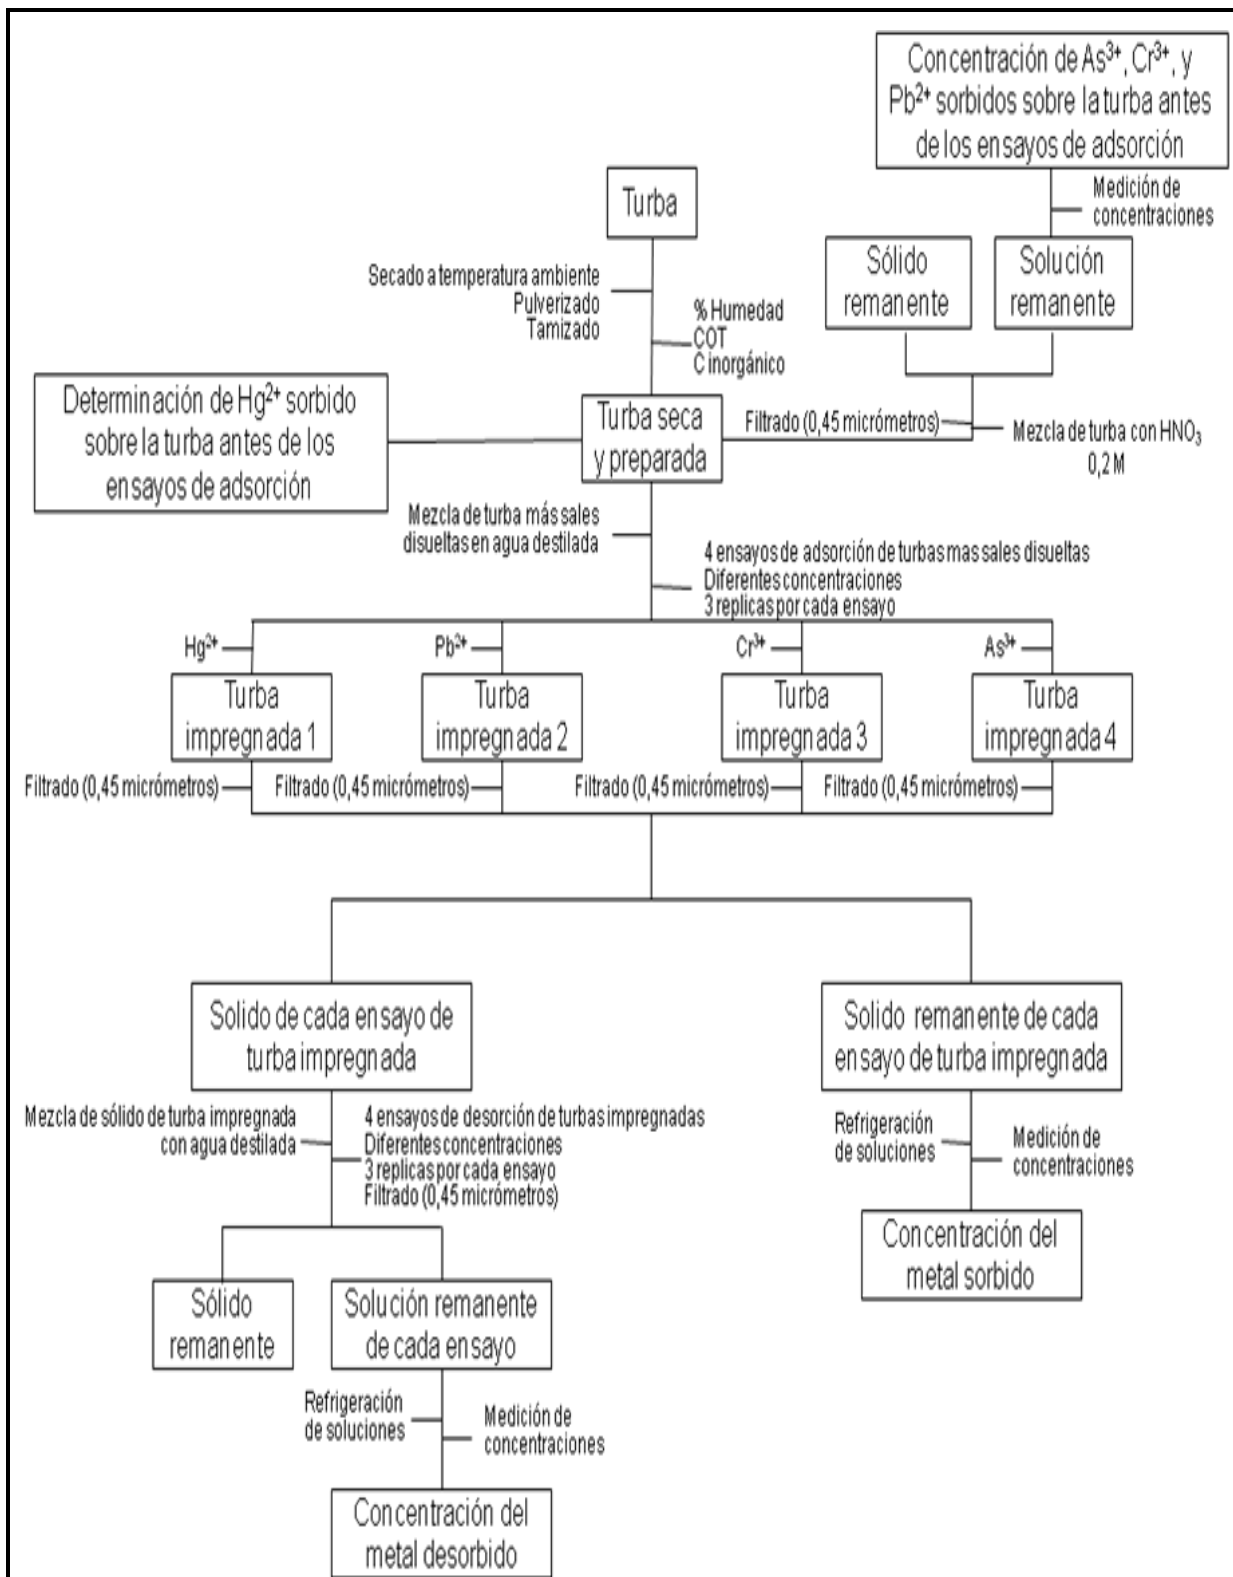 Concentración de As³⁺, Cr³⁺, y
Pb²⁺ sorbidos sobre la turba antes
de los ensayos de adsorción
Medición de
concentraciones
Turba
Sólido
remanente
Solución
remanente
Secado a temperatura ambiente
Pulverizado
Tamizado
% Humedad
COT
C inorgánico
Determinación de Hg²⁺ sorbido
sobre la turba antes de los
ensayos de adsorción
Turba seca
y preparada
Filtrado (0,45 micrómetros)
Mezcla de turba con HNO₃
0,2 M
Mezcla de turba más sales
disueltas en agua destilada
4 ensayos de adsorción de turbas mas sales disueltas
Diferentes concentraciones
3 replicas por cada ensayo
Hg²⁺
Pb²⁺
Cr³⁺
As³⁺
Turba
impregnada 1
Turba
impregnada 2
Turba
impregnada 3
Turba
impregnada 4
Filtrado (0,45 micrómetros)
Filtrado (0,45 micrómetros)
Filtrado (0,45 micrómetros)
Filtrado (0,45 micrómetros)
Solido de cada ensayo de
turba impregnada
Solido remanente de cada
ensayo de turba impregnada
Mezcla de sólido de turba impregnada
con agua destilada
4 ensayos de desorción de turbas impregnadas
Diferentes concentraciones
3 replicas por cada ensayo
Filtrado (0,45 micrómetros)
Refrigeración
de soluciones
Medición de
concentraciones
Concentración del
metal sorbido
Sólido
remanente
Solución remanente
de cada ensayo
Refrigeración
de soluciones
Medición de
concentraciones
Concentración del
metal desorbido